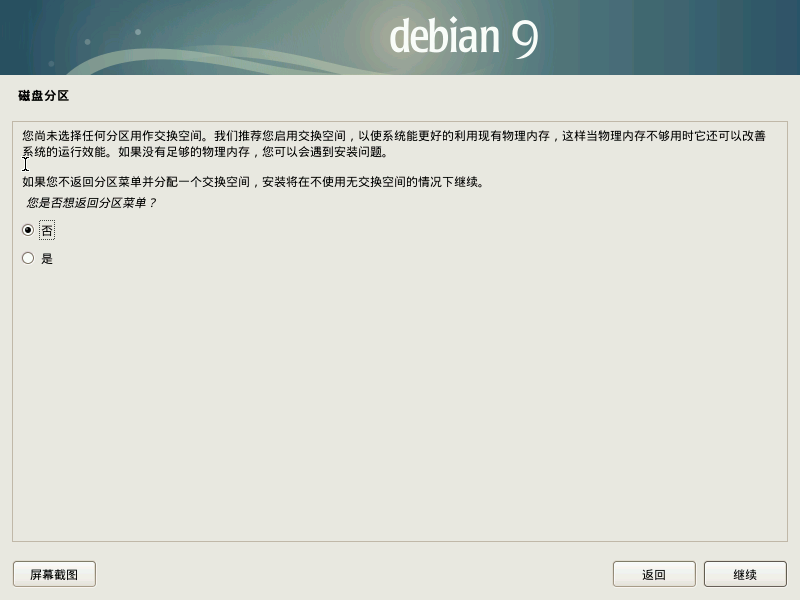 debian 9
磁盘分区
您尚未选择任何分区用作交换空间。我们推荐您启用交换空间，以使系统能更好的利用现有物理内存，这样当物理内存不够用时它还可以改善
系统的运行效能。如果没有足够的物理内存，您可以会遇到安装问题。
如果您不返回分区菜单并分配一个交换空间，安装将在不使用无交换空间的情况下继续。
您是否想返回分区菜单？
否
是
屏幕截图
返回
继续